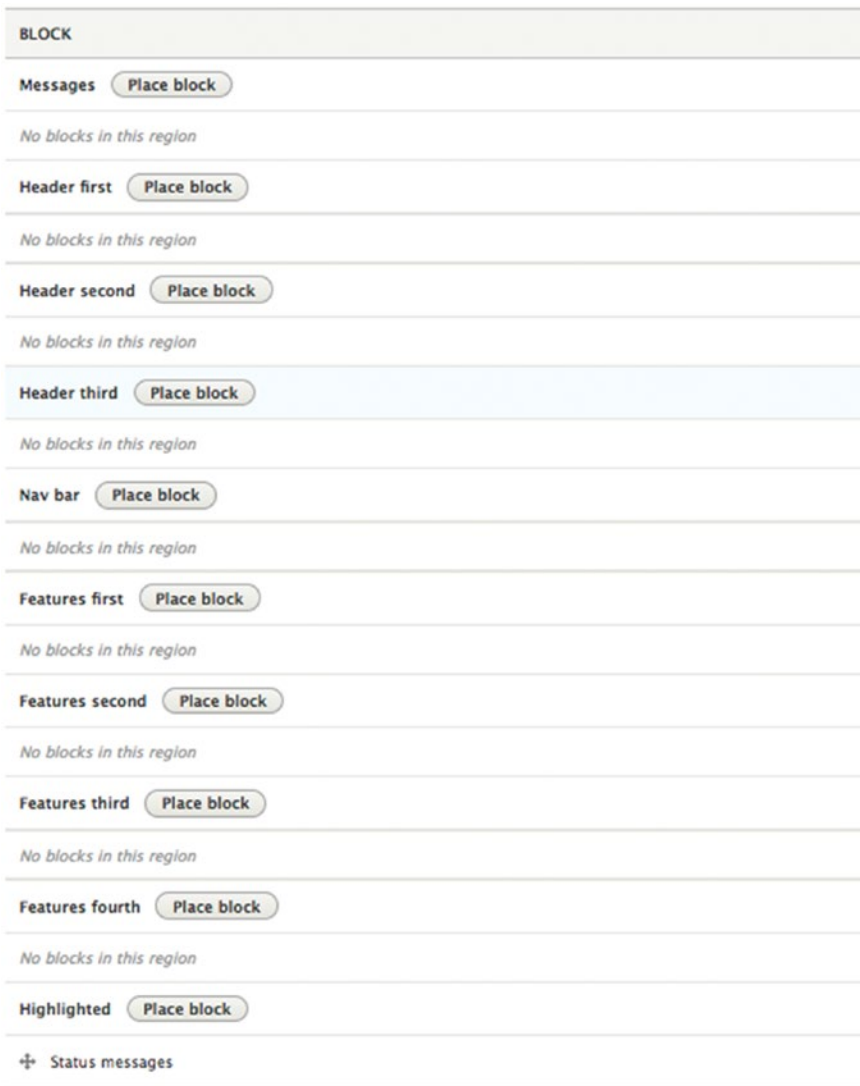 BLOCK
Messages Place block
No blocks in this region
Header first Place block
No blocks in this region
Header second Place block
No blocks in this region
Header third Place block
No blocks in this region
Nav bar Place block
No blocks in this region
Features first Place block
No blocks in this region
Features second Place block
No blocks in this region
Features third Place block
No blocks in this region
Features fourth Place block
No blocks in this region
Highlighted Place block
Status messages